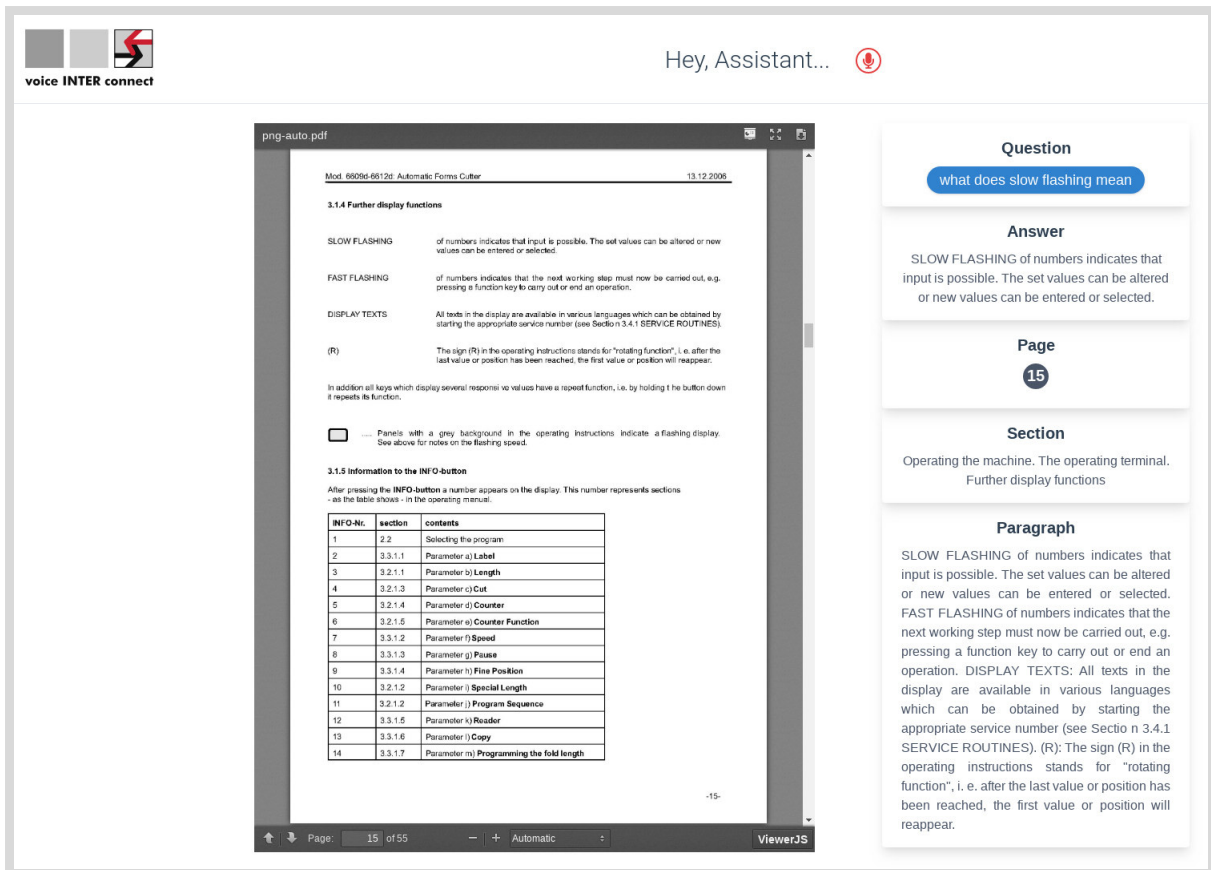 voice INTER connect
Hey, Assistant...
png-auto.pdf
Mod. 6609d-6612d: Automatic Forms Cutter 13.12.2006
3.1.4 Further display functions
SLOW FLASHING of numbers indicates that input is possible. The set values can be altered or new
values can be entered or selected.
FAST FLASHING of numbers indicates that the next working step must now be carried out, e.g.
pressing a function key to carry out or end an operation.
DISPLAY TEXTS All texts in the display are available in various languages which can be obtained by
starting the appropriate service number (see Sectio n 3.4.1 SERVICE ROUTINES).
(R) The sign (R) in the operating instructions stands for "rotating function", i. e. after the
last value or position has been reached, the first value or position will reappear.
In addition all keys which display several responsi ve values have a repeat function, i.e. by holding t he button down
it repeats its function.
..... Panels with a grey background in the operating instructions indicate a flashing display.
See above for notes on the flashing speed.
3.1.5 Information to the INFO-button
After pressing the INFO-button a number appears on the display. This number represents sections
- as the table shows - in the operating manual.
INFO-Nr. section contents
1 2.2 Selecting the program
2 3.3.1.1 Parameter a) Label
3 3.2.1.1 Parameter b) Length
4 3.2.1.3 Parameter c) Cut
5 3.2.1.4 Parameter d) Counter
6 3.2.1.5 Parameter e) Counter Function
7 3.3.1.2 Parameter f) Speed
8 3.3.1.3 Parameter g) Pause
9 3.3.1.4 Parameter h) Fine Position
10 3.2.1.2 Parameter i) Special Length
11 3.2.1.2 Parameter j) Program Sequence
12 3.3.1.5 Parameter k) Reader
13 3.3.1.6 Parameter l) Copy
14 3.3.1.7 Parameter m) Programming the fold length
-15-
Page: 15 of 55 Automatic ViewerJS
Question
what does slow flashing mean
Answer
SLOW FLASHING of numbers indicates that
input is possible. The set values can be altered
or new values can be entered or selected.
Page
15
Section
Operating the machine. The operating terminal.
Further display functions
Paragraph
SLOW FLASHING of numbers indicates that
input is possible. The set values can be altered
or new values can be entered or selected.
FAST FLASHING of numbers indicates that the
next working step must now be carried out, e.g.
pressing a function key to carry out or end an
operation. DISPLAY TEXTS: All texts in the
display are available in various languages
which can be obtained by starting the
appropriate service number (see Sectio n 3.4.1
SERVICE ROUTINES). (R): The sign (R) in the
operating instructions stands for "rotating
function", i. e. after the last value or position has
been reached, the first value or position will
reappear.